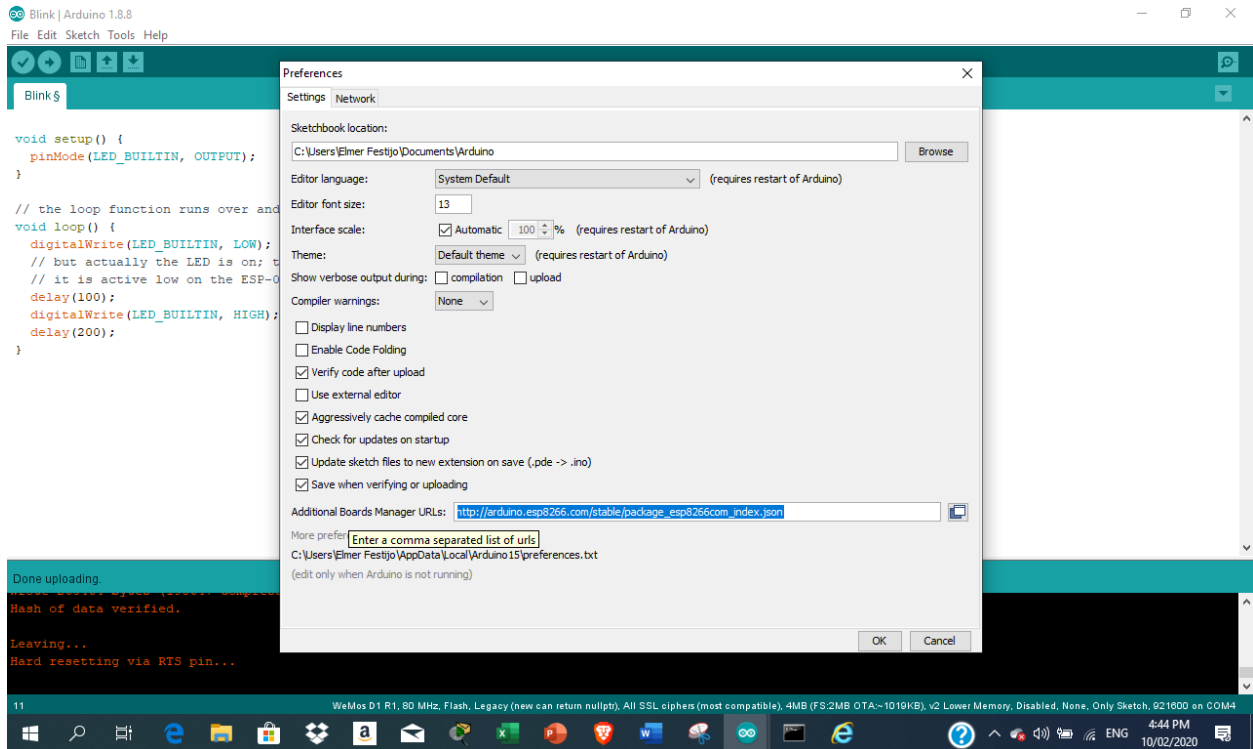 Blink | Arduino 1.8.8
File Edit Sketch Tools Help
Blink §
void setup() {
pinMode(LED_BUILTIN, OUTPUT);
}
// the loop function runs over and
void loop() {
digitalWrite(LED_BUILTIN, LOW);
// but actually the LED is on; t
// it is active low on the ESP-0
delay(100);
digitalWrite(LED_BUILTIN, HIGH);
delay(200);
}
Preferences
Settings Network
Sketchbook location:
C:\Users\Elmer Festijo\Documents\Arduino Browse
Editor language: System Default (requires restart of Arduino)
Editor font size: 13
Interface scale: Automatic 100 % (requires restart of Arduino)
Theme: Default theme (requires restart of Arduino)
Show verbose output during: compilation upload
Compiler warnings: None
Display line numbers
Enable Code Folding
Verify code after upload
Use external editor
Aggressively cache compiled core
Check for updates on startup
Update sketch files to new extension on save (.pde -> .ino)
Save when verifying or uploading
Additional Boards Manager URLs: http://arduino.esp8266.com/stable/package_esp8266com_index.json
More prefer
Enter a comma separated list of urls
C:\Users\Elmer Festijo\AppData\Local\Arduino15\preferences.txt
(edit only when Arduino is not running)
OK Cancel
Done uploading.
Hash of data verified.
Leaving...
Hard resetting via RTS pin...
11 WeMos D1 R1, 80 MHz, Flash, Legacy (new can return nullptr), All SSL ciphers (most compatible), 4MB (FS:2MB OTA:~1019KB), v2 Lower Memory, Disabled, None, Only Sketch, 921600 on COM4
ENG
4:44 PM
10/02/2020